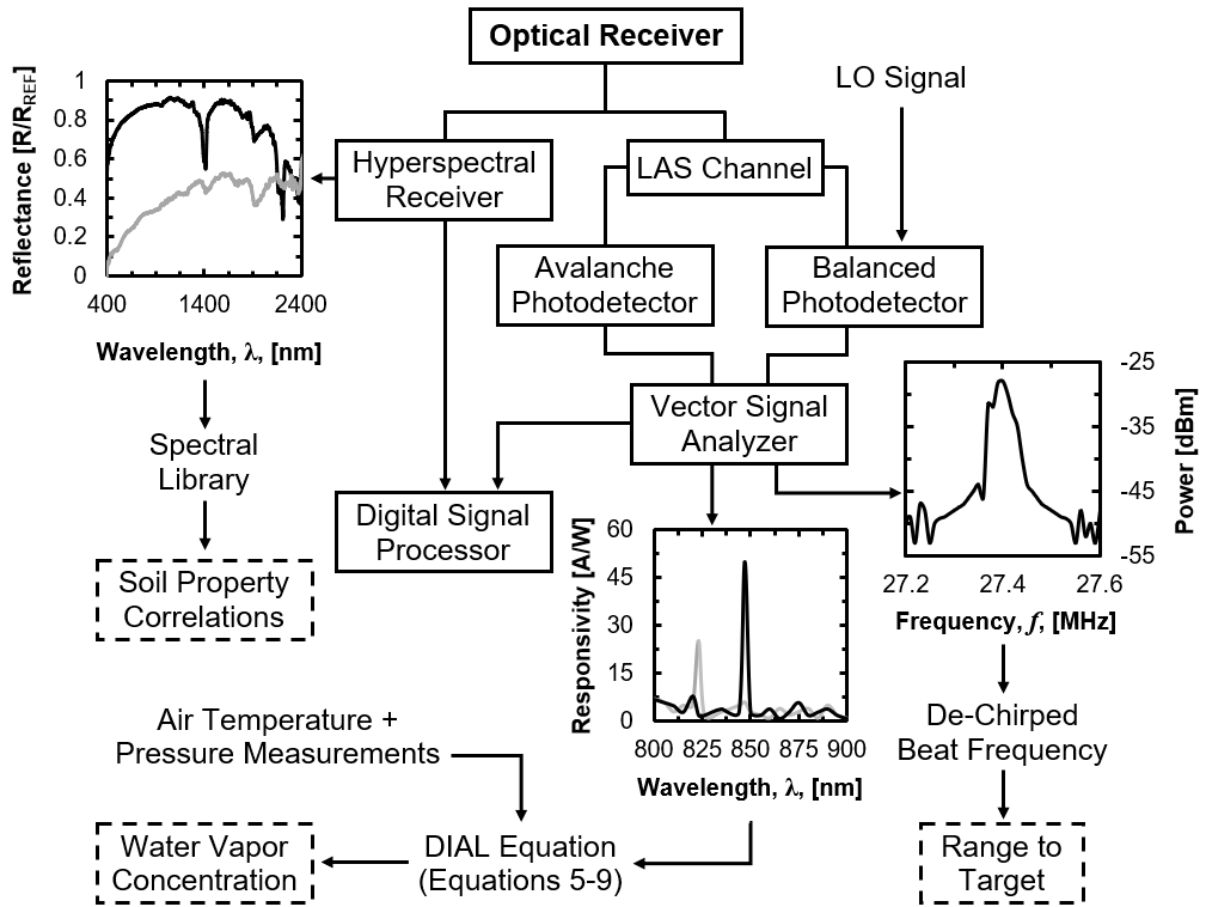 Optical Receiver
LO Signal
Hyperspectral
Receiver
LAS Channel
Avalanche
Photodetector
Balanced
Photodetector
Vector Signal
Analyzer
Digital Signal
Processor
Reflectance [R/RREF]
1
0.8
0.6
0.4
0.2
0
400 1400 2400
Wavelength, λ, [nm]
Spectral
Library
Soil Property
Correlations
Responsivity [A/W]
60
45
30
15
0
800 825 850 875 900
Wavelength, λ, [nm]
-25
-35
-45
-55
Power [dBm]
27.2 27.4 27.6
Frequency, f, [MHz]
De-Chirped
Beat Frequency
Range to
Target
Air Temperature +
Pressure Measurements
DIAL Equation
(Equations 5-9)
Water Vapor
Concentration